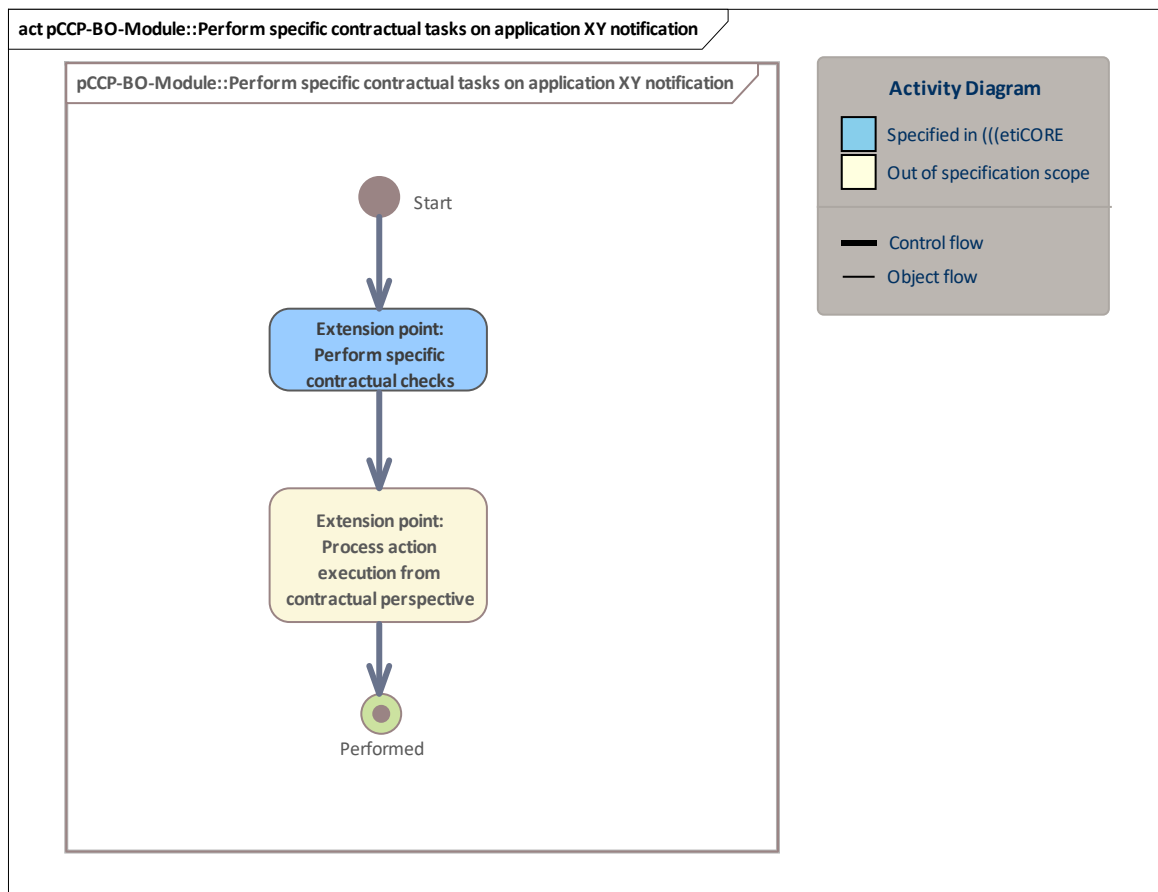 act pCCP-BO-Module::Perform specific contractual tasks on application XY notification
pCCP-BO-Module::Perform specific contractual tasks on application XY notification
Start
Extension point:
Perform specific
contractual checks
Extension point:
Process action
execution from
contractual perspective
Performed
Activity Diagram
Specified in (((etiCORE
Out of specification scope
Control flow
Object flow